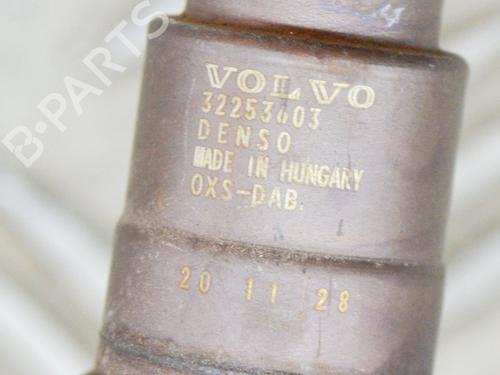 B-PARTS
VOLVO
32253603
DENSO
MADE IN HUNGARY
OXS-DAB.
20 11 28